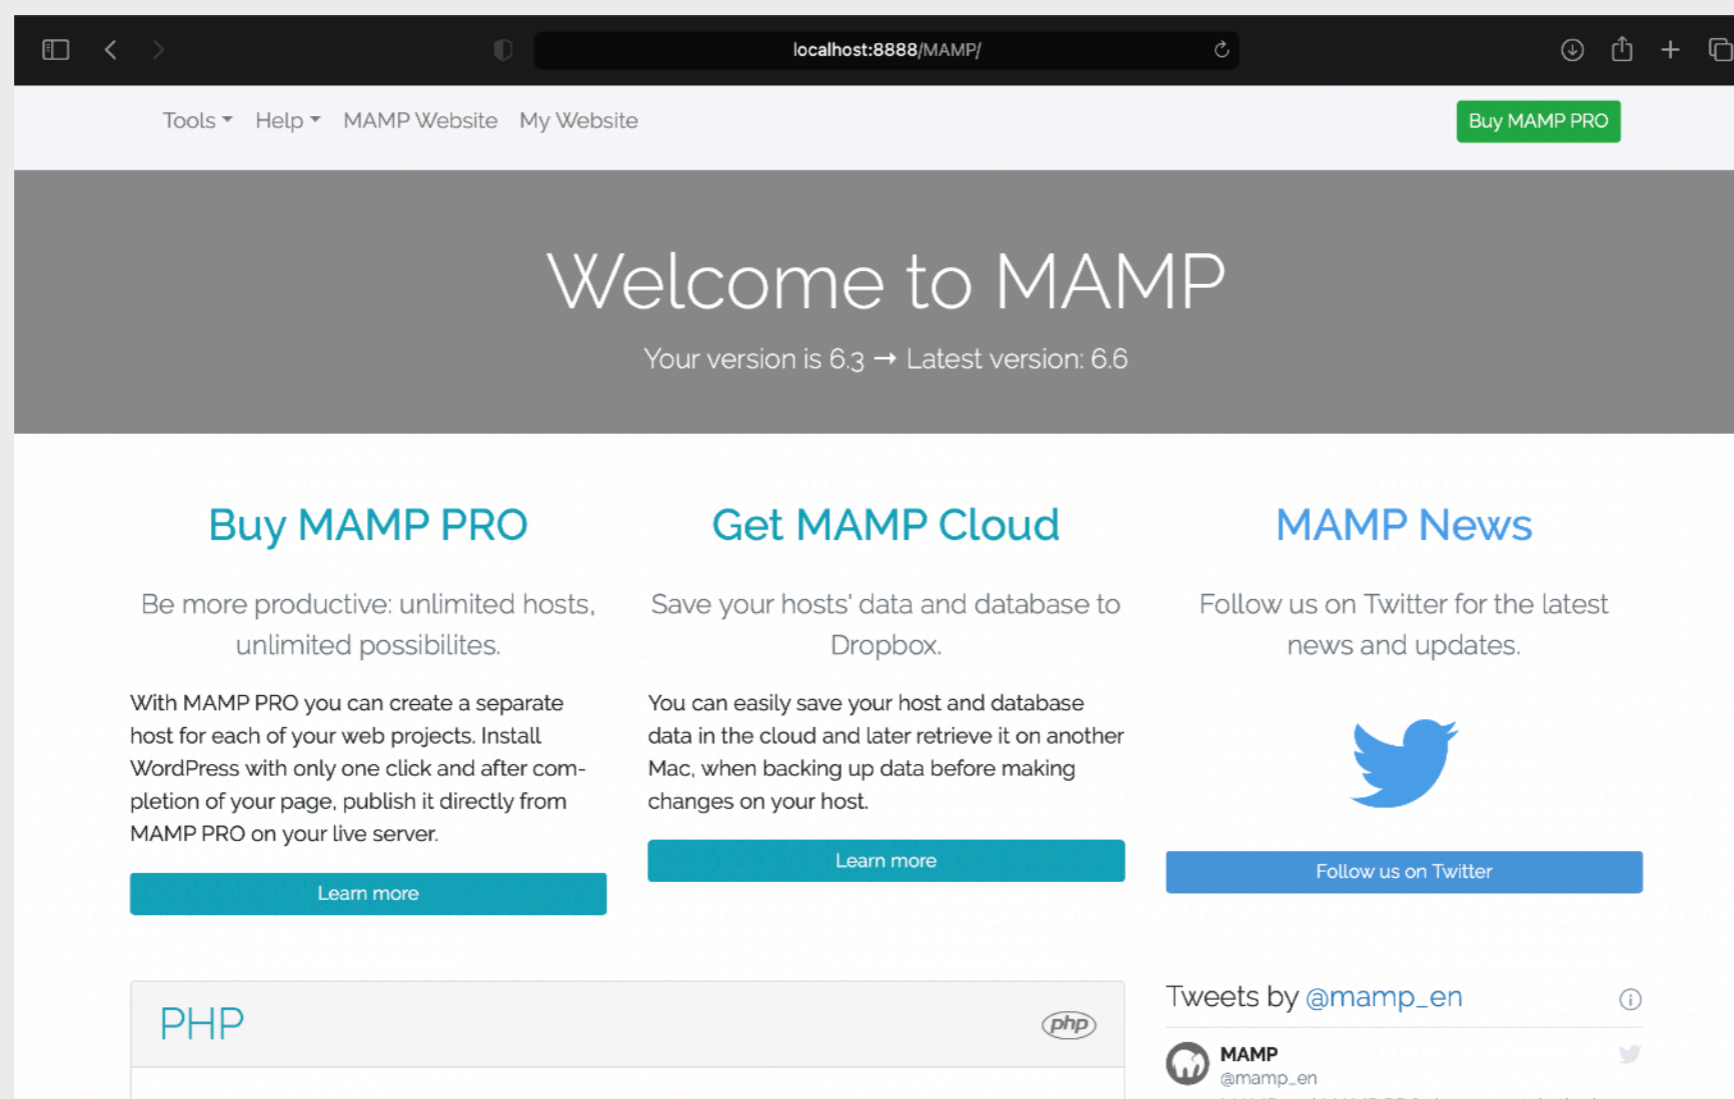 localhost:8888/MAMP/
Tools Help MAMP Website My Website
Buy MAMP PRO
Welcome to MAMP
Your version is 6.3 → Latest version: 6.6
Buy MAMP PRO
Be more productive: unlimited hosts,
unlimited possibilites.
With MAMP PRO you can create a separate
host for each of your web projects. Install
WordPress with only one click and after com-
pletion of your page, publish it directly from
MAMP PRO on your live server.
Learn more
Get MAMP Cloud
Save your hosts' data and database to
Dropbox.
You can easily save your host and database
data in the cloud and later retrieve it on another
Mac, when backing up data before making
changes on your host.
Learn more
MAMP News
Follow us on Twitter for the latest
news and updates.
Follow us on Twitter
PHP
php
Tweets by @mamp_en
MAMP
@mamp_en